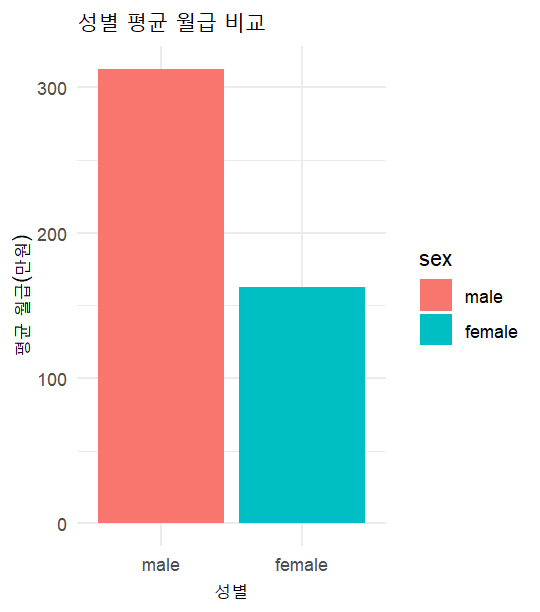 성별 평균 월급 비교
평균 월급(만원)
300
200
100
0
male
female
성별
sex
male
female